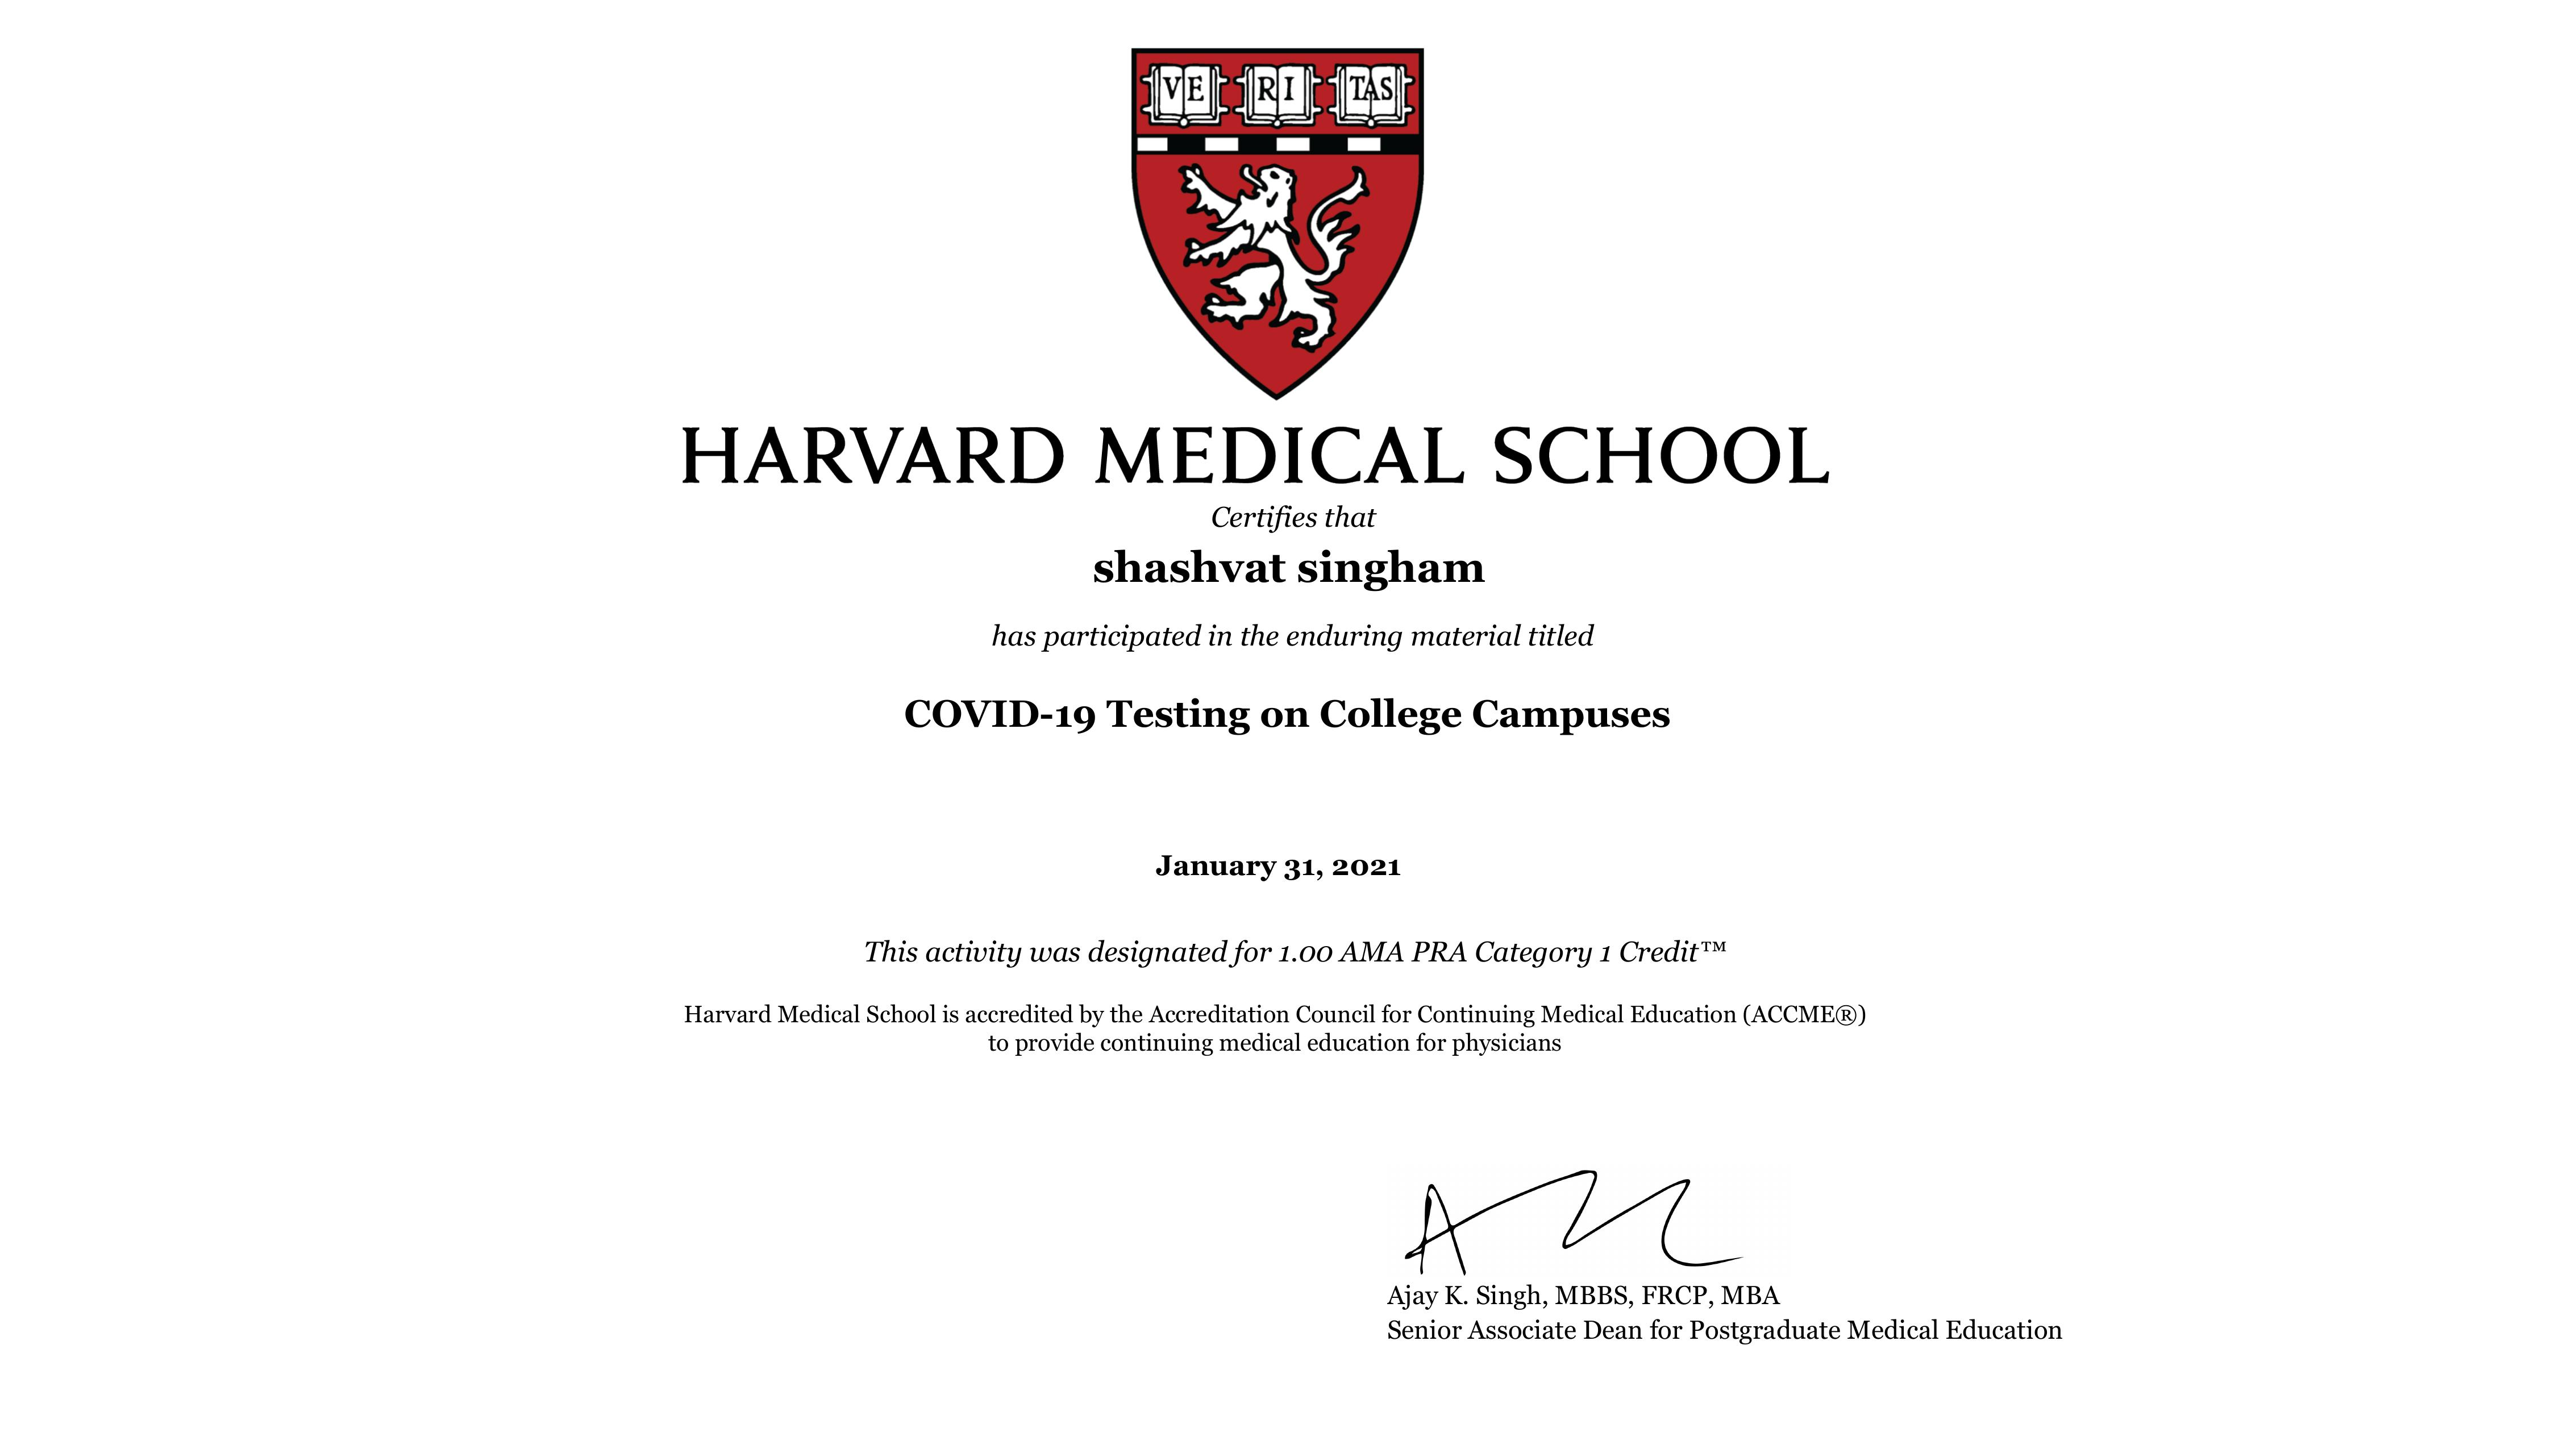 VE RI TAS
HARVARD MEDICAL SCHOOL
Certifies that
shashvat singham
has participated in the enduring material titled
COVID-19 Testing on College Campuses
January 31, 2021
This activity was designated for 1.00 AMA PRA Category 1 Credit™
Harvard Medical School is accredited by the Accreditation Council for Continuing Medical Education (ACCME®)
to provide continuing medical education for physicians
Ajay K. Singh, MBBS, FRCP, MBA
Senior Associate Dean for Postgraduate Medical Education